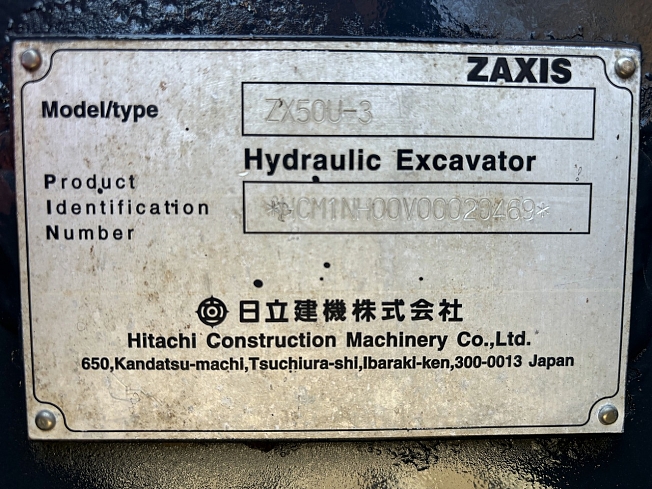 ZAXIS
Model/type ZX50U-3
Hydraulic Excavator
Product
Identification
Number
*HCM1NH00V00020469*
日立建機株式会社
Hitachi Construction Machinery Co.,Ltd.
650,Kandatsu-machi,Tsuchiura-shi,Ibaraki-ken,300-0013 Japan